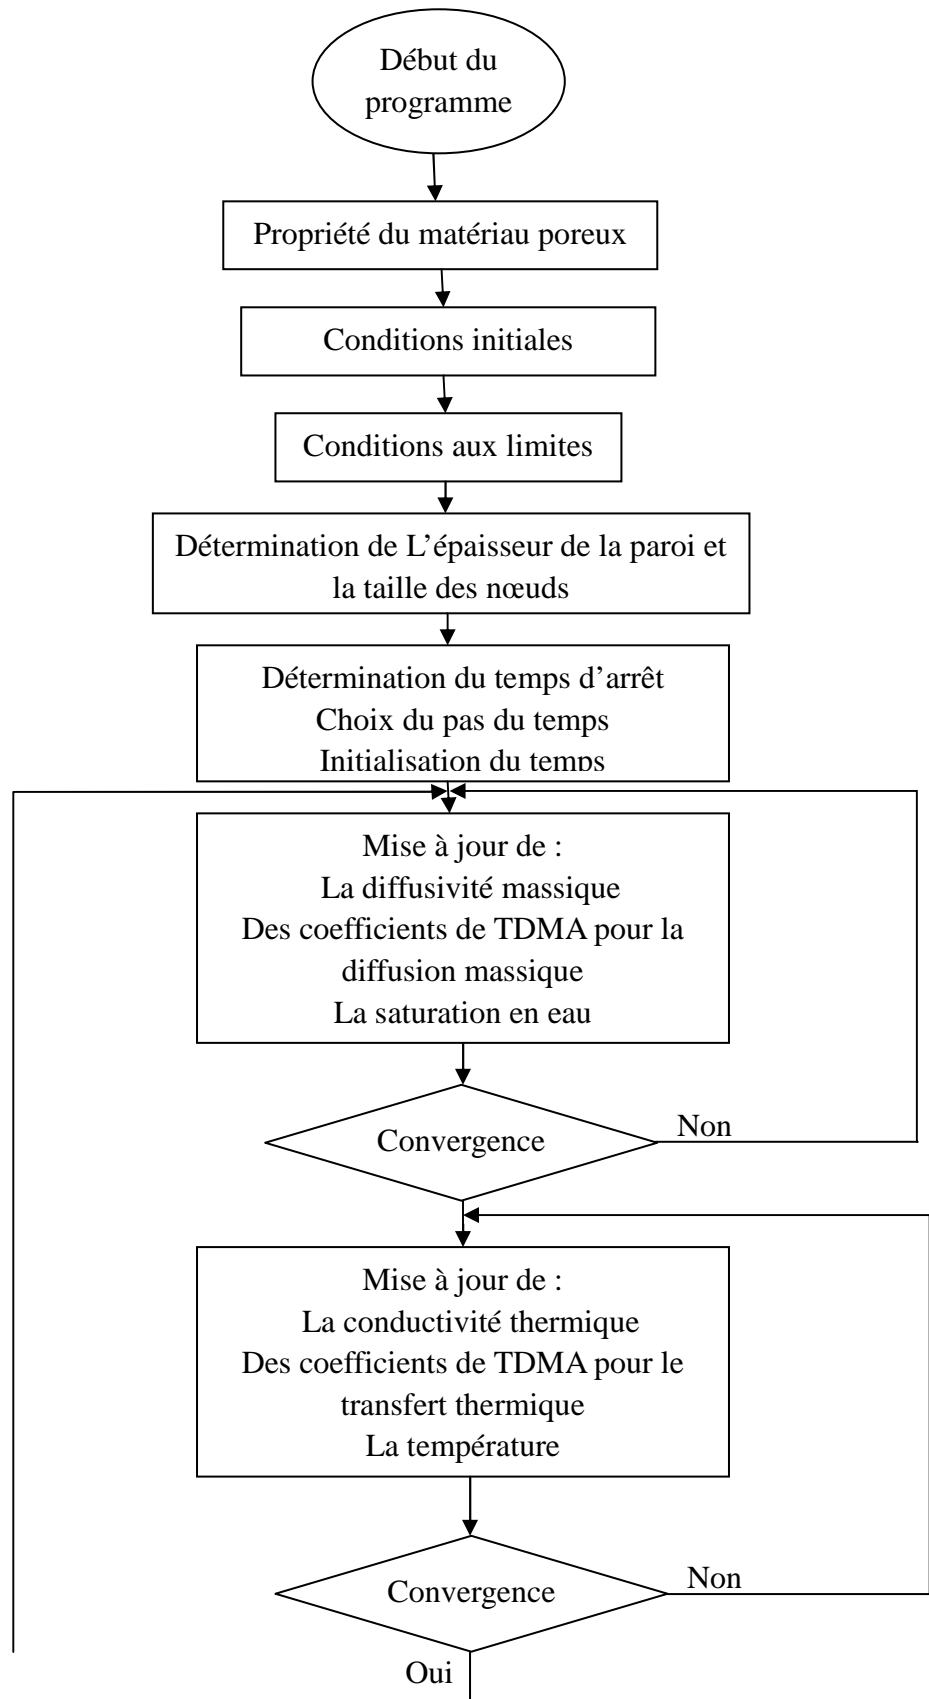 Début du
programme
Propriété du matériau poreux
Conditions initiales
Conditions aux limites
Détermination de L'épaisseur de la paroi et
la taille des nœuds
Détermination du temps d'arrêt
Choix du pas du temps
Initialisation du temps
Mise à jour de :
La diffusivité massique
Des coefficients de TDMA pour la
diffusion massique
La saturation en eau
Convergence
Non
Mise à jour de :
La conductivité thermique
Des coefficients de TDMA pour le
transfert thermique
La température
Convergence
Non
Oui